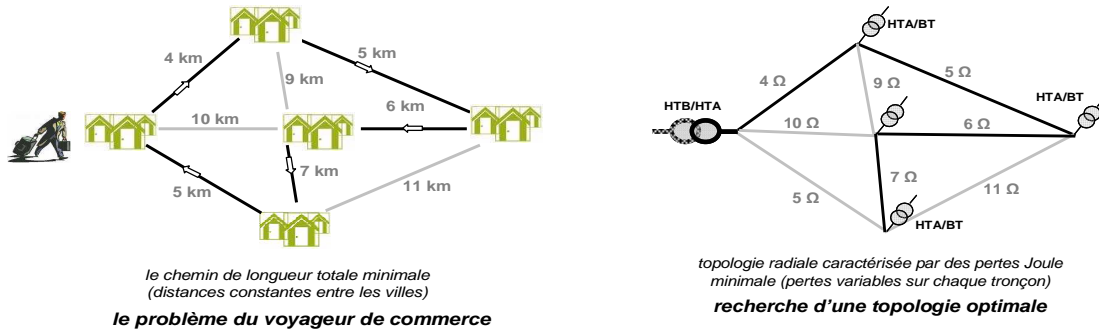 4 km
5 km
9 km
10 km
6 km
7 km
5 km
11 km
le chemin de longueur totale minimale
(distances constantes entre les villes)
le problème du voyageur de commerce
HTA/BT
4 Ω
5 Ω
9 Ω
HTB/HTA
HTA/BT
10 Ω
6 Ω
7 Ω
5 Ω
11 Ω
HTA/BT
topologie radiale caractérisée par des pertes Joule
minimale (pertes variables sur chaque tronçon)
recherche d'une topologie optimale